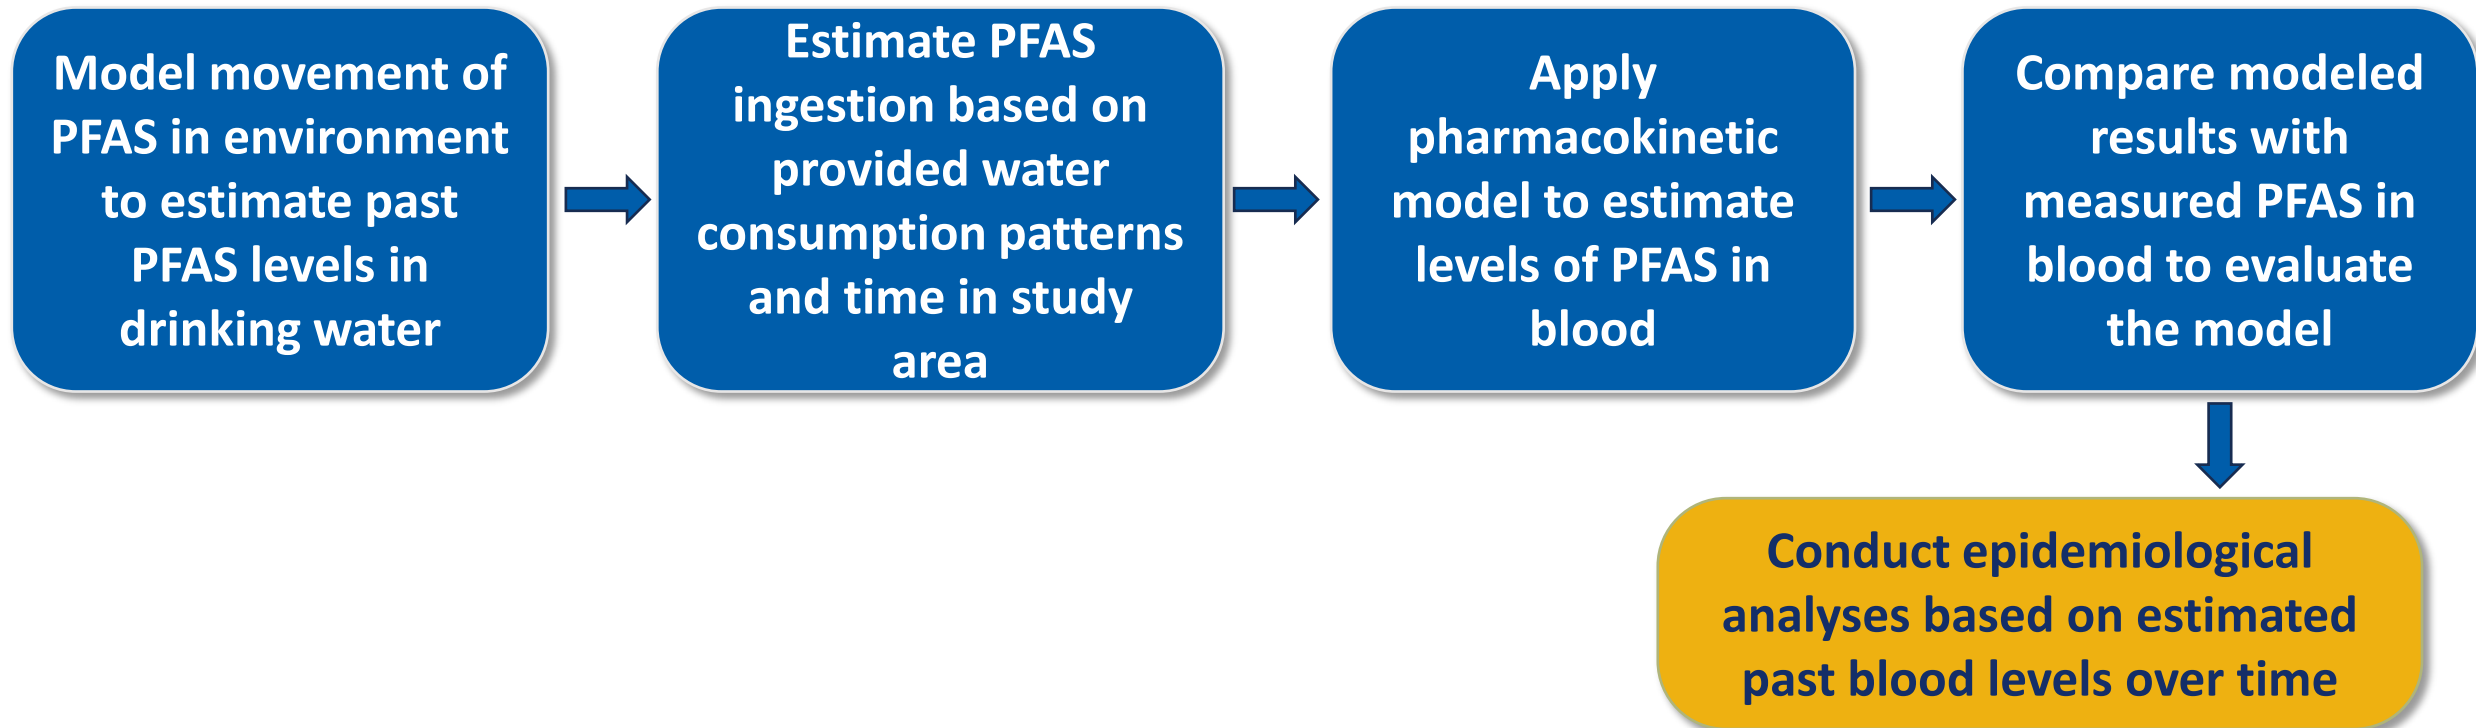 Model movement of
PFAS in environment
to estimate past
PFAS levels in
drinking water
Estimate PFAS
ingestion based on
provided water
consumption patterns
and time in study
area
Apply
pharmacokinetic
model to estimate
levels of PFAS in
blood
Compare modeled
results with
measured PFAS in
blood to evaluate
the model
Conduct epidemiological
analyses based on estimated
past blood levels over time